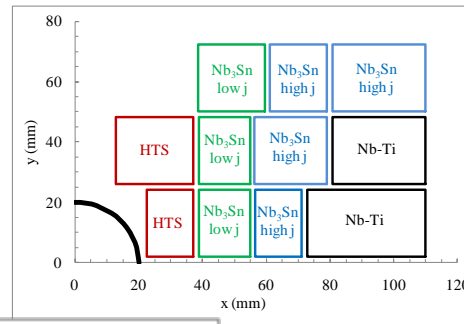 80
60
40
20
0
y (mm)
Nb₃Sn
low j
Nb₃Sn
high j
Nb₃Sn
high j
HTS
Nb₃Sn
low j
Nb₃Sn
high j
Nb-Ti
HTS
Nb₃Sn
low j
Nb₃Sn
high j
Nb-Ti
0 20 40 60 80 100 120
x (mm)